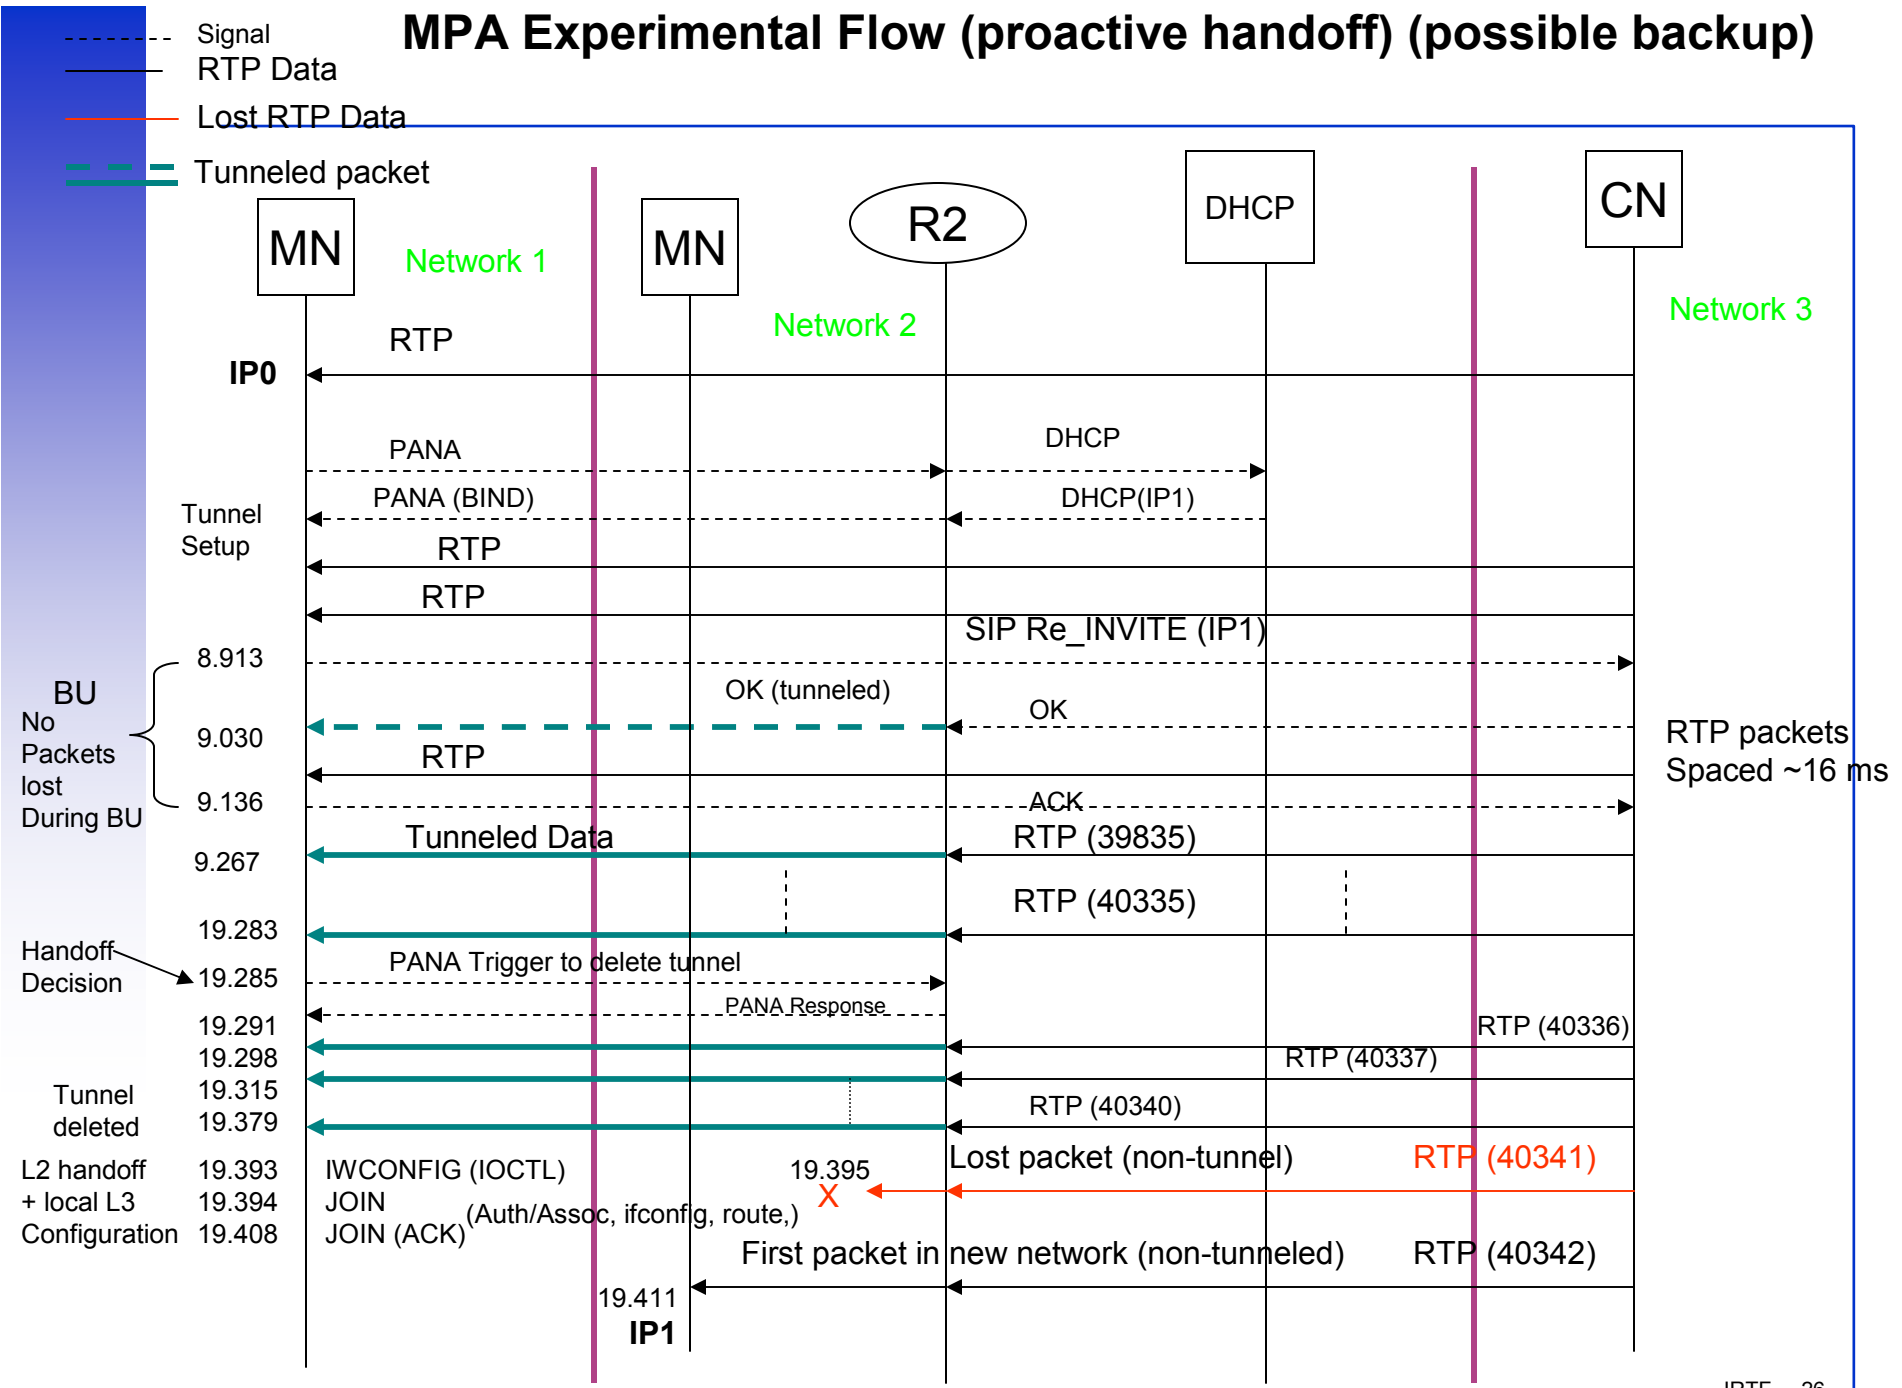 MPA Experimental Flow (proactive handoff) (possible backup)
Signal
RTP Data
Lost RTP Data
Tunneled packet
MN
Network 1
MN
R2
DHCP
CN
Network 2
Network 3
RTP
IP0
PANA
DHCP
PANA (BIND)
DHCP(IP1)
Tunnel
Setup
RTP
RTP
SIP Re_INVITE (IP1)
8.913
BU
No
Packets
lost
During BU
OK (tunneled)
OK
9.030
RTP
RTP packets
Spaced ~16 ms
9.136
ACK
Tunneled Data
RTP (39835)
9.267
RTP (40335)
19.283
Handoff
Decision
PANA Trigger to delete tunnel
19.285
PANA Response
19.291
RTP (40336)
19.298
RTP (40337)
19.315
Tunnel
deleted
RTP (40340)
19.379
Lost packet (non-tunnel)
RTP (40341)
L2 handoff
+ local L3
Configuration
19.393
IWCONFIG (IOCTL)
19.395
X
19.394
JOIN
(Auth/Assoc, ifconfig, route,)
19.408
JOIN (ACK)
First packet in new network (non-tunneled)
RTP (40342)
19.411
IP1
IRTF 26